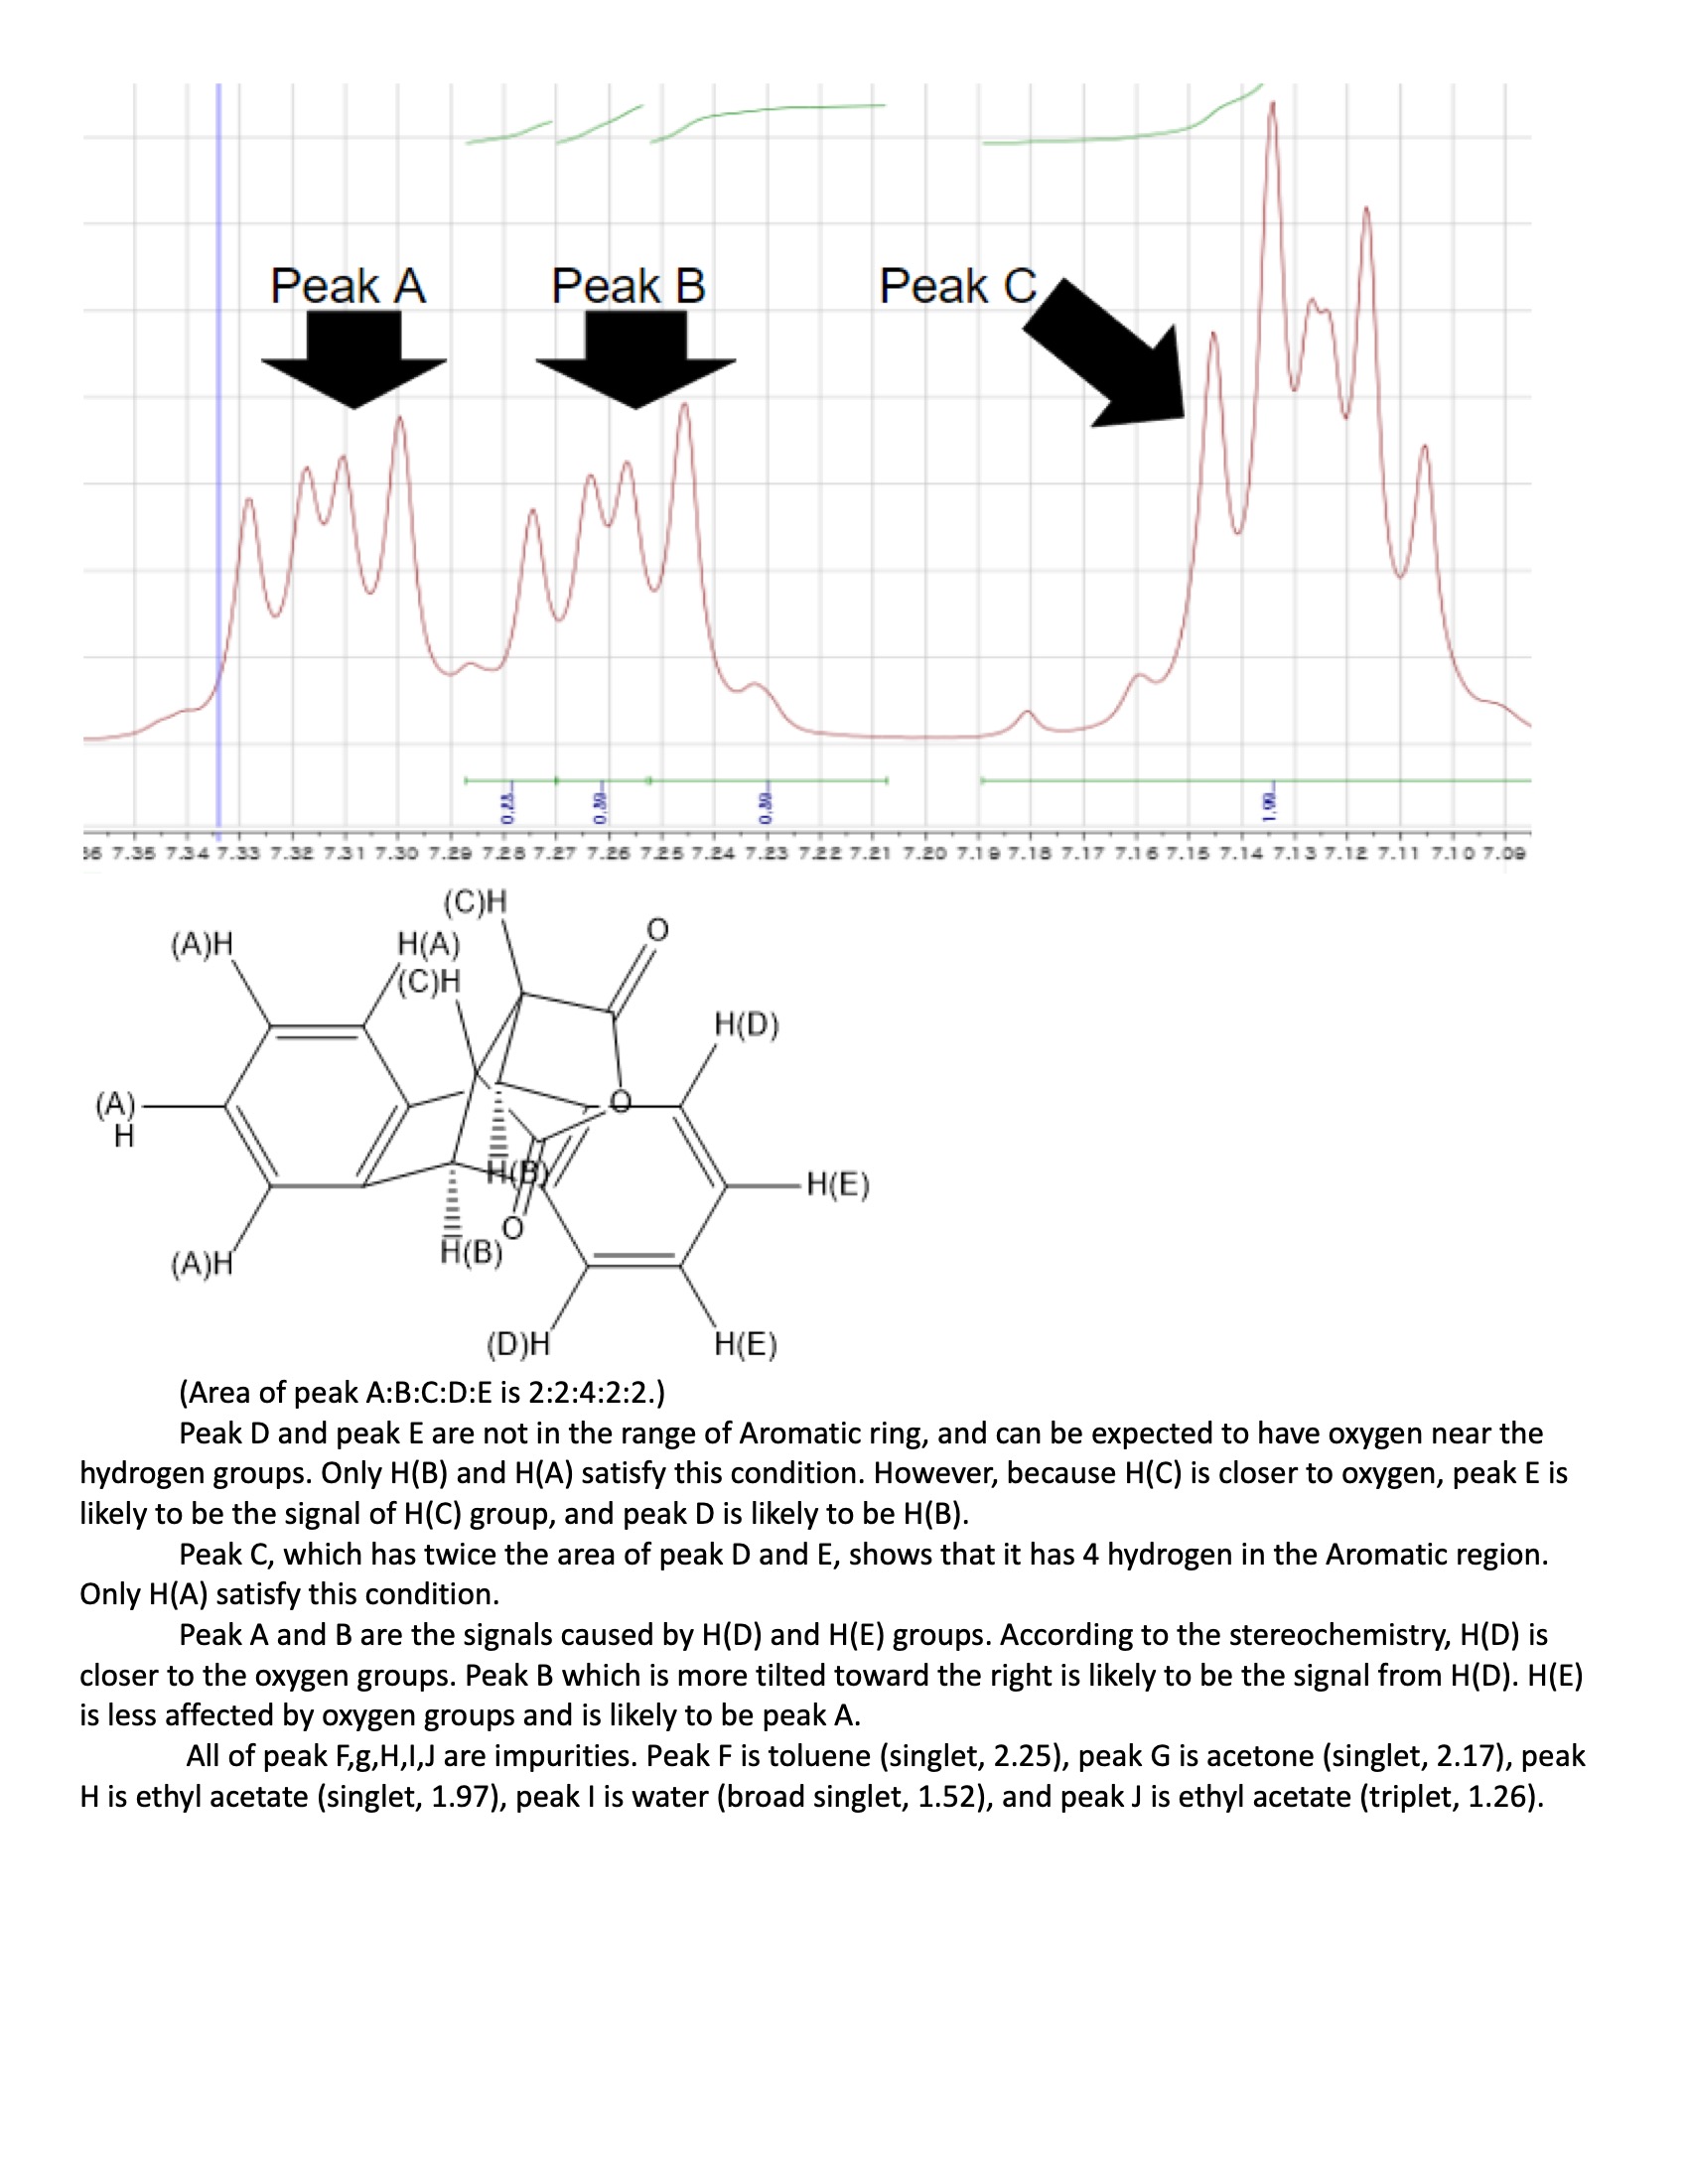 Peak A Peak B Peak C
0,23 0,39 0,39 1,99
36 7.35 7.34 7.33 7.32 7.31 7.30 7.29 7.28 7.27 7.26 7.25 7.24 7.23 7.22 7.21 7.20 7.19 7.18 7.17 7.16 7.15 7.14 7.13 7.12 7.11 7.10 7.09
(C)H
O
(A)H
H(A)
(C)H
H(D)
(A)
H
O
H(B)
H(E)
O
H(B)
(A)H
(D)H
H(E)
(Area of peak A:B:C:D:E is 2:2:4:2:2.)
Peak D and peak E are not in the range of Aromatic ring, and can be expected to have oxygen near the
hydrogen groups. Only H(B) and H(A) satisfy this condition. However, because H(C) is closer to oxygen, peak E is
likely to be the signal of H(C) group, and peak D is likely to be H(B).
Peak C, which has twice the area of peak D and E, shows that it has 4 hydrogen in the Aromatic region.
Only H(A) satisfy this condition.
Peak A and B are the signals caused by H(D) and H(E) groups. According to the stereochemistry, H(D) is
closer to the oxygen groups. Peak B which is more tilted toward the right is likely to be the signal from H(D). H(E)
is less affected by oxygen groups and is likely to be peak A.
All of peak F,g,H,I,J are impurities. Peak F is toluene (singlet, 2.25), peak G is acetone (singlet, 2.17), peak
H is ethyl acetate (singlet, 1.97), peak I is water (broad singlet, 1.52), and peak J is ethyl acetate (triplet, 1.26).